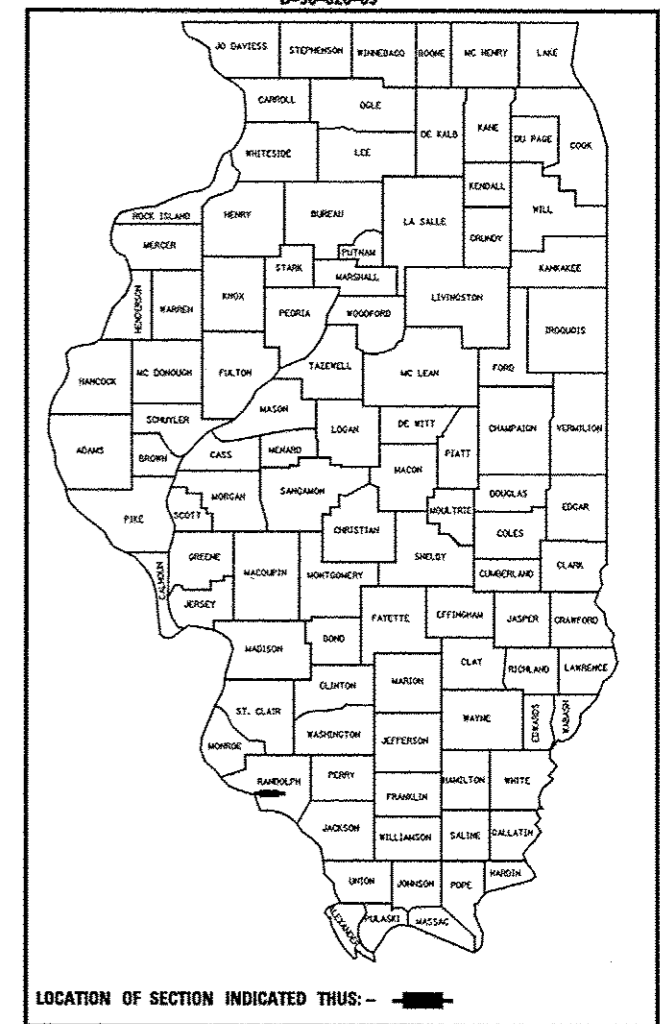 JO DAVIESS STEPHENSON WINNEBAGO BOONE MC HENRY LAKE
CARROLL OGLE DE KALB KANE DU PAGE COOK
WHITESIDE LEE
KENDALL WILL
ROCK ISLAND HENRY BUREAU LA SALLE GRUNDY
MERCER PUTNAM KANKAKEE
STARK MARSHALL
HENDERSON WARREN KNOX PEORIA WOODFORD LIVINGSTON IROQUOIS
HANCOCK MC DONOUGH FULTON TAZEWELL MC LEAN FORD
SCHUYLER MASON LOGAN DE WITT CHAMPAIGN VERMILION
ADAMS BROWN CASS MENARD MACON PIATT
PIKE SCOTT MORGAN SANGAMON CHRISTIAN MOULTRIE DOUGLAS EDGAR
COLES
CALHOUN GREENE MACOUPIN MONTGOMERY SHELBY CUMBERLAND CLARK
JERSEY FAYETTE EFFINGHAM JASPER CRAWFORD
MADISON BOND
CLINTON MARION CLAY RICHLAND LAWRENCE
ST. CLAIR WAYNE EDWARDS WABASH
MONROE WASHINGTON JEFFERSON
RANDOLPH PERRY HAMILTON WHITE
FRANKLIN
JACKSON WILLIAMSON SALINE GALLATIN
UNION JOHNSON POPE HARDIN
ALEXANDER PULASKI MASSAC
LOCATION OF SECTION INDICATED THUS: -